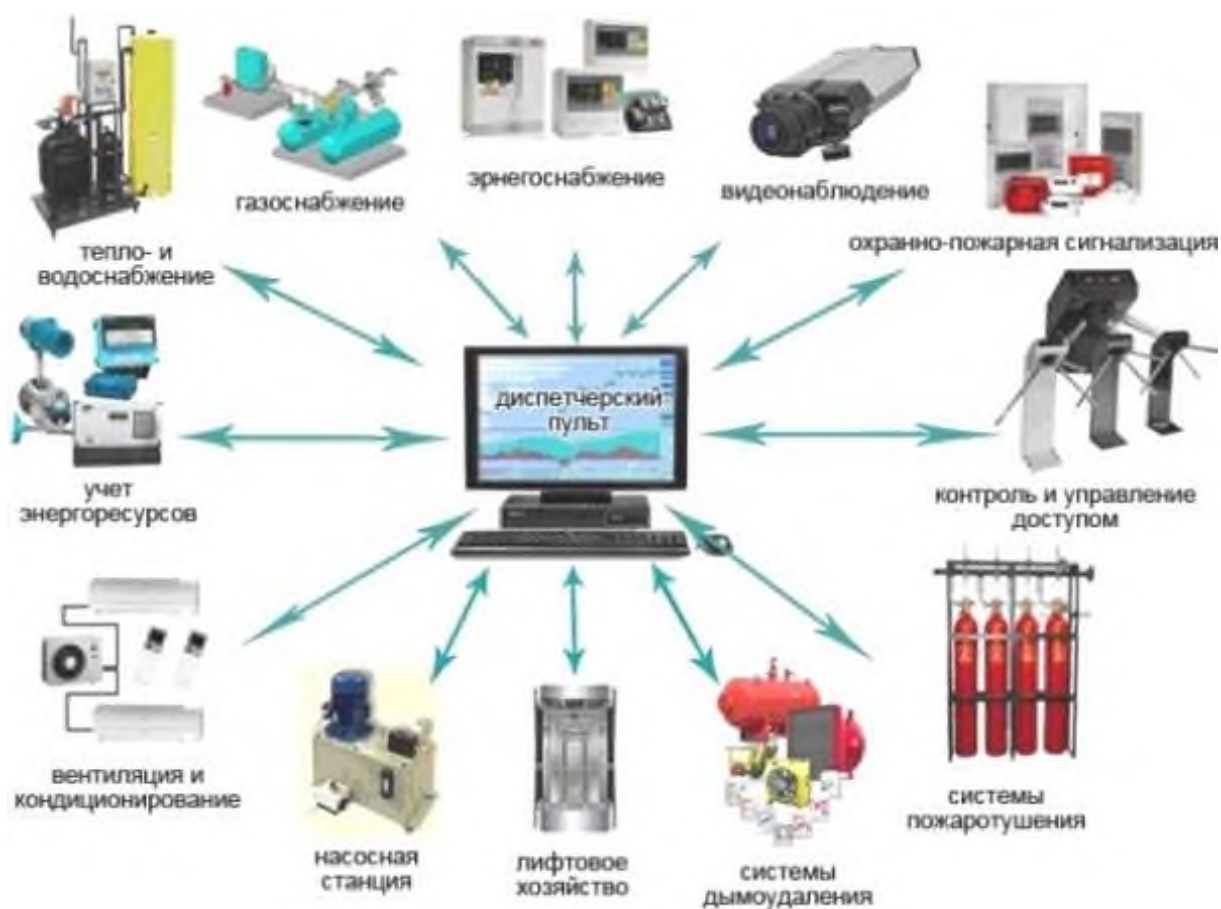 эрнегоснабжение
видеонаблюдение
газоснабжение
охранно-пожарная сигнализация
тепло- и
водоснабжение
диспетчерский
пульт
учет
энергоресурсов
контроль и управление
доступом
вентиляция и
кондиционирование
насосная
станция
лифтовое
хозяйство
системы
дымоудаления
системы
пожаротушения